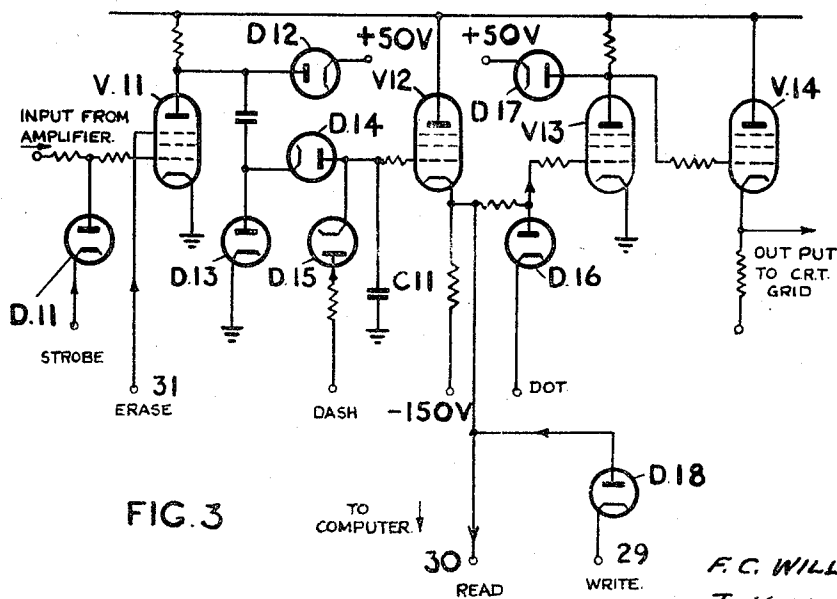 D12
+50V
+50V
V12
V.11
D.17
V.14
V13
INPUT FROM
AMPLIFIER.
D.14
D.13
D.15
C11
D.16
OUT PUT
TO C.R.T.
GRID
D.11
STROBE
31
ERASE
DASH
-150V
DOT
D.18
FIG. 3
TO
COMPUTER.
30
READ
29
WRITE.
F. C. WILL